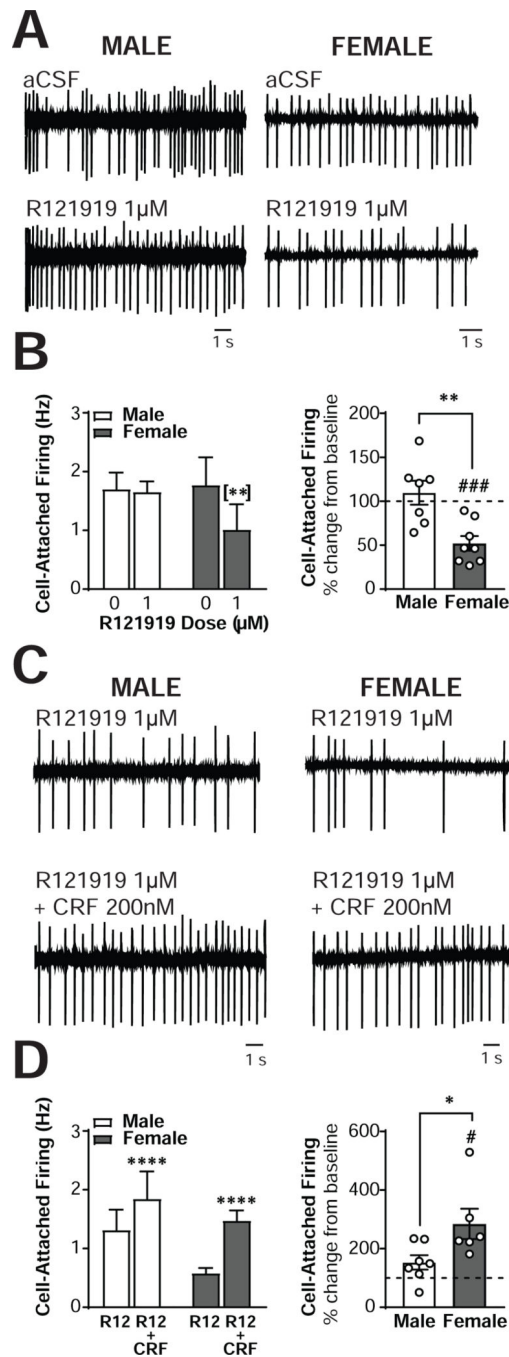 A
MALE
FEMALE
aCSF
aCSF
R121919 1µM
R121919 1µM
1 s
1 s
B
Cell-Attached Firing (Hz)
3
2
1
0
Male
Female
[**]
0
1
0
1
R121919 Dose (µM)
Cell-Attached Firing
% change from baseline
200
150
100
50
0
**
###
Male
Female
C
MALE
FEMALE
R121919 1µM
R121919 1µM
R121919 1µM
+ CRF 200nM
R121919 1µM
+ CRF 200nM
1 s
1 s
D
Cell-Attached Firing (Hz)
3
2
1
0
Male
Female
****
****
R12
R12
+
CRF
R12
R12
+
CRF
Cell-Attached Firing
% change from baseline
600
400
200
0
*
#
Male
Female